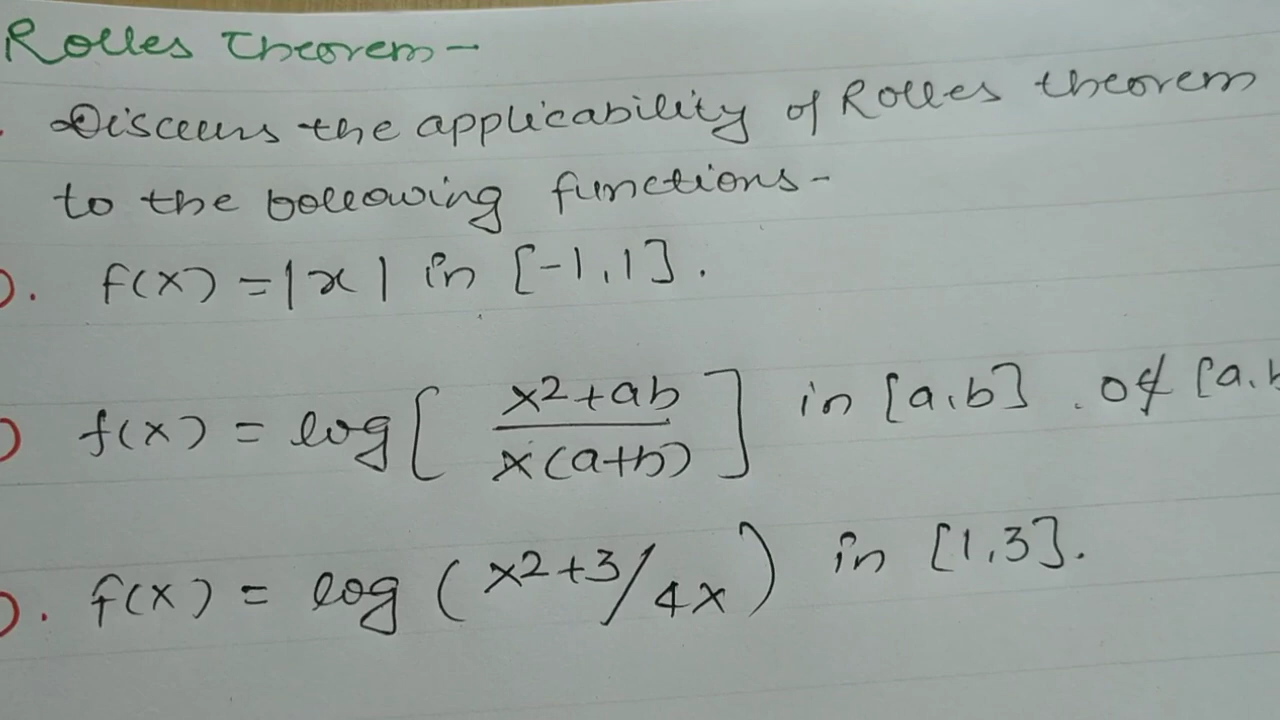 Rolles theorem -
Discuss the applicability of Rolles theorem
to the following functions -
f(x) = |x| in [-1,1].
f(x) = log[ x2+ab / x(a+b) ] in [a,b]. 0∉[a,b
f(x) = log (x2+3/4x) in [1,3].